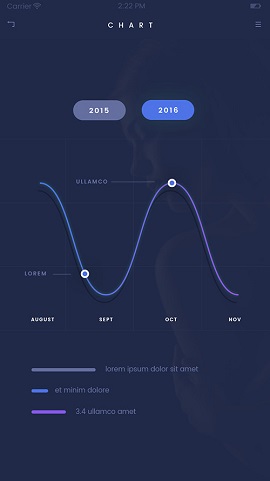 Carrier 2:22 PM
CHART
2015 2016
ULLAMCO
LOREM
AUGUST SEPT OCT NOV
lorem ipsum dolor sit amet
et minim dolore
3.4 ullamco amet